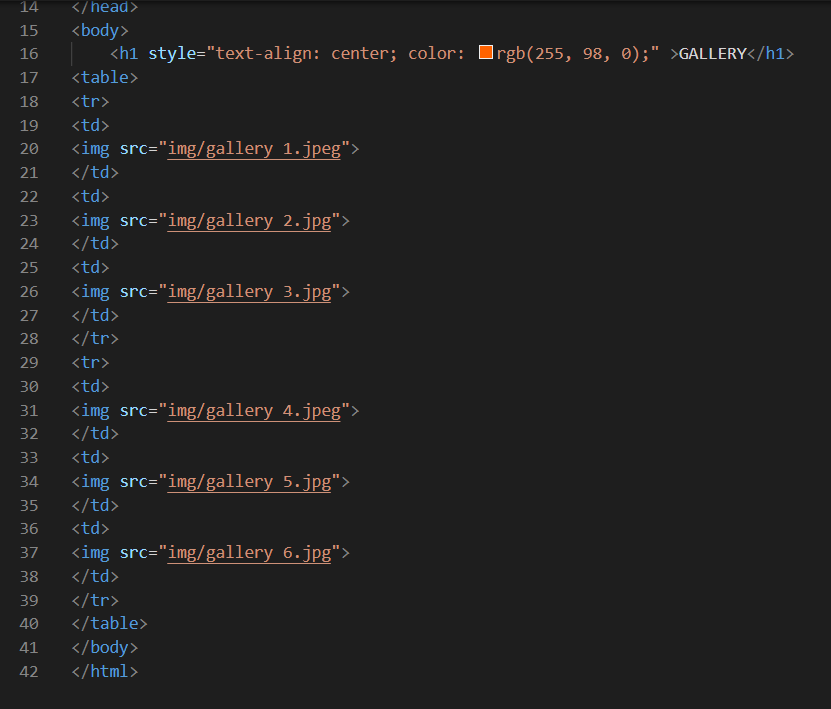 14 </head>
15 <body>
16 <h1 style="text-align: center; color: rgb(255, 98, 0);" >GALLERY</h1>
17 <table>
18 <tr>
19 <td>
20 <img src="img/gallery 1.jpeg">
21 </td>
22 <td>
23 <img src="img/gallery 2.jpg">
24 </td>
25 <td>
26 <img src="img/gallery 3.jpg">
27 </td>
28 </tr>
29 <tr>
30 <td>
31 <img src="img/gallery 4.jpeg">
32 </td>
33 <td>
34 <img src="img/gallery 5.jpg">
35 </td>
36 <td>
37 <img src="img/gallery 6.jpg">
38 </td>
39 </tr>
40 </table>
41 </body>
42 </html>